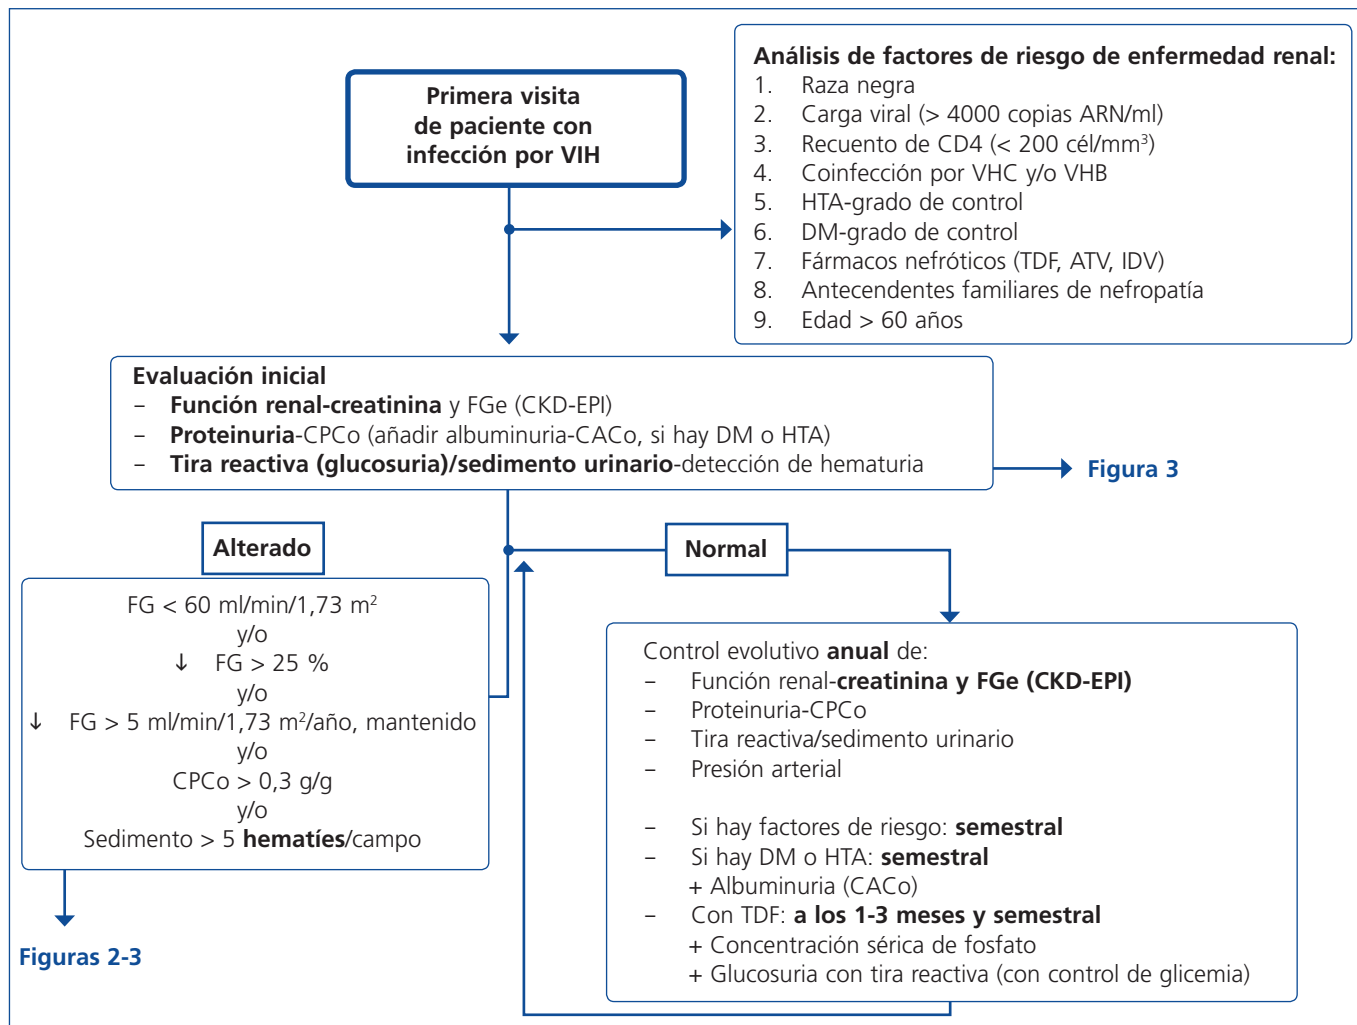 Primera visita
de paciente con
infección por VIH
Análisis de factores de riesgo de enfermedad renal:
1. Raza negra
2. Carga viral (> 4000 copias ARN/ml)
3. Recuento de CD4 (< 200 cél/mm³)
4. Coinfección por VHC y/o VHB
5. HTA-grado de control
6. DM-grado de control
7. Fármacos nefróticos (TDF, ATV, IDV)
8. Antecendentes familiares de nefropatía
9. Edad > 60 años
Evaluación inicial
– Función renal-creatinina y FGe (CKD-EPI)
– Proteinuria-CPCo (añadir albuminuria-CACo, si hay DM o HTA)
– Tira reactiva (glucosuria)/sedimento urinario-detección de hematuria
Figura 3
Alterado
FG < 60 ml/min/1,73 m²
y/o
↓ FG > 25 %
y/o
↓ FG > 5 ml/min/1,73 m²/año, mantenido
y/o
CPCo > 0,3 g/g
y/o
Sedimento > 5 hematíes/campo
Figuras 2-3
Normal
Control evolutivo anual de:
– Función renal-creatinina y FGe (CKD-EPI)
– Proteinuria-CPCo
– Tira reactiva/sedimento urinario
– Presión arterial
– Si hay factores de riesgo: semestral
– Si hay DM o HTA: semestral
+ Albuminuria (CACo)
– Con TDF: a los 1-3 meses y semestral
+ Concentración sérica de fosfato
+ Glucosuria con tira reactiva (con control de glicemia)